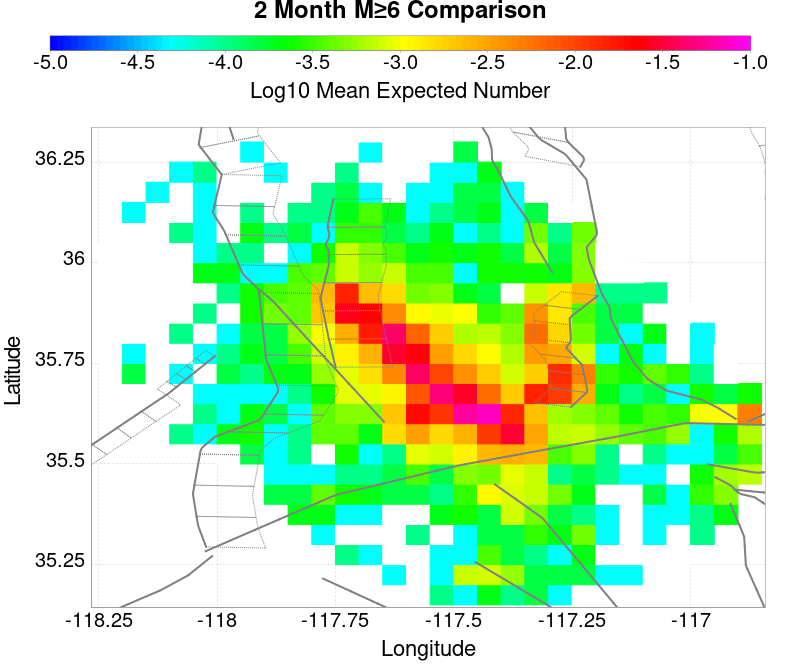 2 Month M≥6 Comparison
-5.0 -4.5 -4.0 -3.5 -3.0 -2.5 -2.0 -1.5 -1.0
Log10 Mean Expected Number
36.25
36
35.75
35.5
35.25
Latitude
-118.25 -118 -117.75 -117.5 -117.25 -117
Longitude